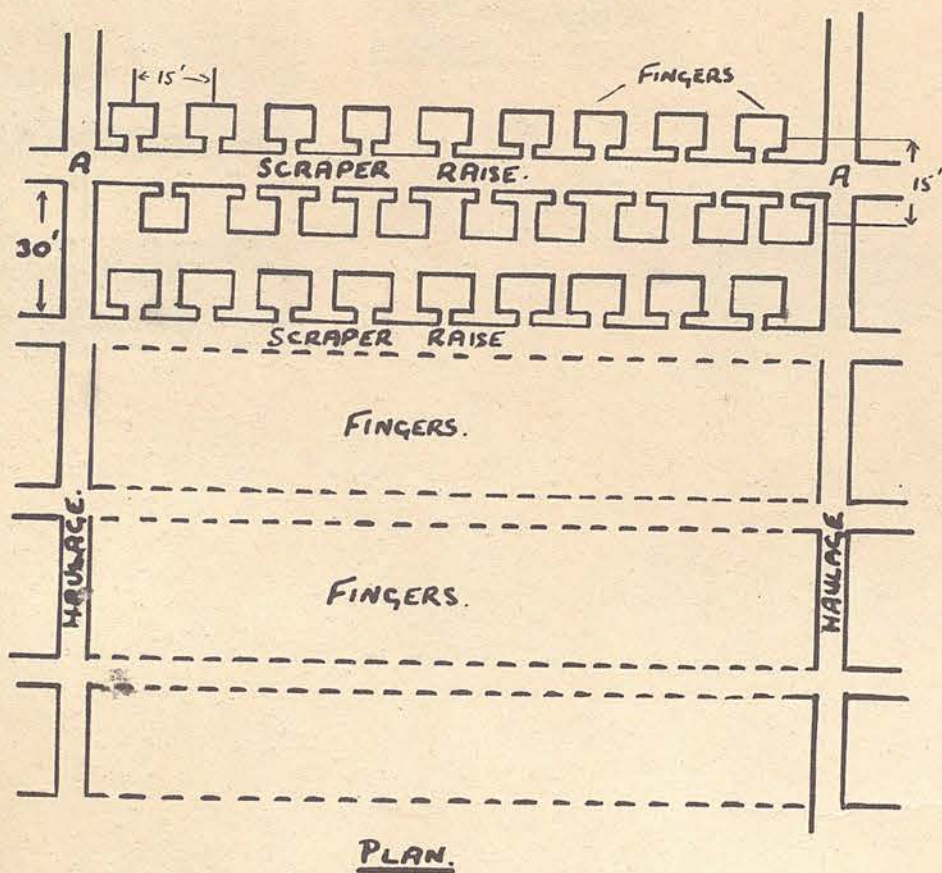 15'
FINGERS
A
SCRAPER RAISE.
A
15'
30'
SCRAPER RAISE
FINGERS.
HAULAGE.
HAULAGE
FINGERS.
PLAN.